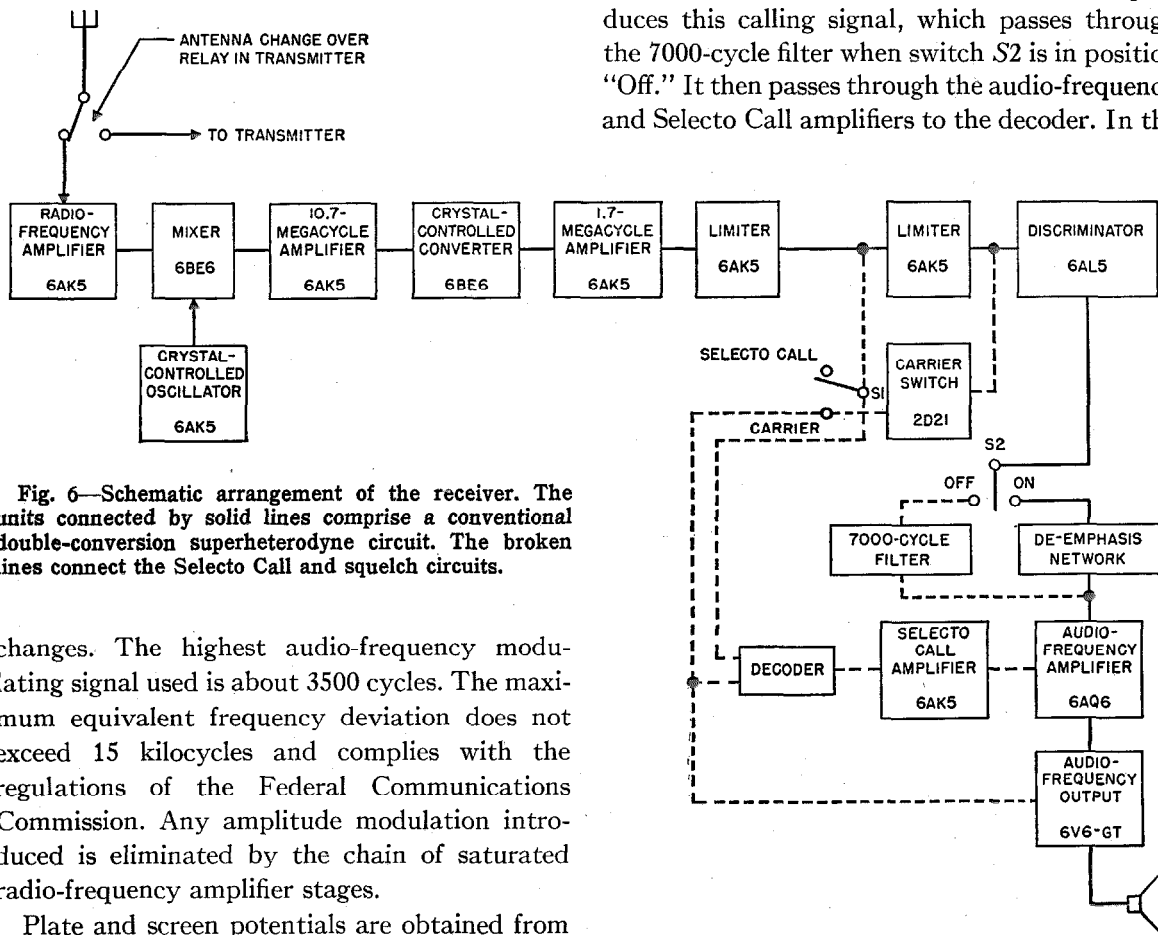 duces this calling signal, which passes throug
the 7000-cycle filter when switch S2 is in positio
"Off." It then passes through the audio-frequenc
and Selecto Call amplifiers to the decoder. In th
ANTENNA CHANGE OVER
RELAY IN TRANSMITTER
TO TRANSMITTER
RADIO-
FREQUENCY
AMPLIFIER
6AK5
MIXER
6BE6
10.7-
MEGACYCLE
AMPLIFIER
6AK5
CRYSTAL-
CONTROLLED
CONVERTER
6BE6
1.7-
MEGACYCLE
AMPLIFIER
6AK5
LIMITER
6AK5
LIMITER
6AK5
DISCRIMINATOR
6AL5
CRYSTAL-
CONTROLLED
OSCILLATOR
6AK5
SELECTO CALL
S1
CARRIER
CARRIER
SWITCH
2D21
S2
OFF
ON
7000-CYCLE
FILTER
DE-EMPHASIS
NETWORK
DECODER
SELECTO
CALL
AMPLIFIER
6AK5
AUDIO-
FREQUENCY
AMPLIFIER
6AQ6
AUDIO-
FREQUENCY
OUTPUT
6V6-GT
Fig. 6—Schematic arrangement of the receiver. The
units connected by solid lines comprise a conventional
double-conversion superheterodyne circuit. The broken
lines connect the Selecto Call and squelch circuits.
changes. The highest audio-frequency modu-
lating signal used is about 3500 cycles. The maxi-
mum equivalent frequency deviation does not
exceed 15 kilocycles and complies with the
regulations of the Federal Communications
Commission. Any amplitude modulation intro-
duced is eliminated by the chain of saturated
radio-frequency amplifier stages.
Plate and screen potentials are obtained from